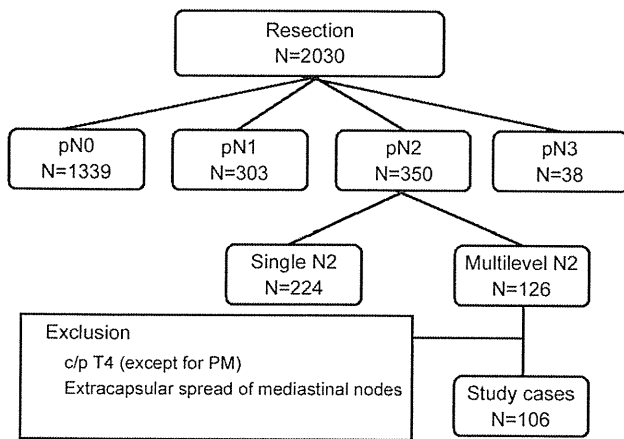 Resection
N=2030
pN0
N=1339
pN1
N=303
pN2
N=350
pN3
N=38
Single N2
N=224
Multilevel N2
N=126
Exclusion
c/p T4 (except for PM)
Extracapsular spread of mediastinal nodes
Study cases
N=106